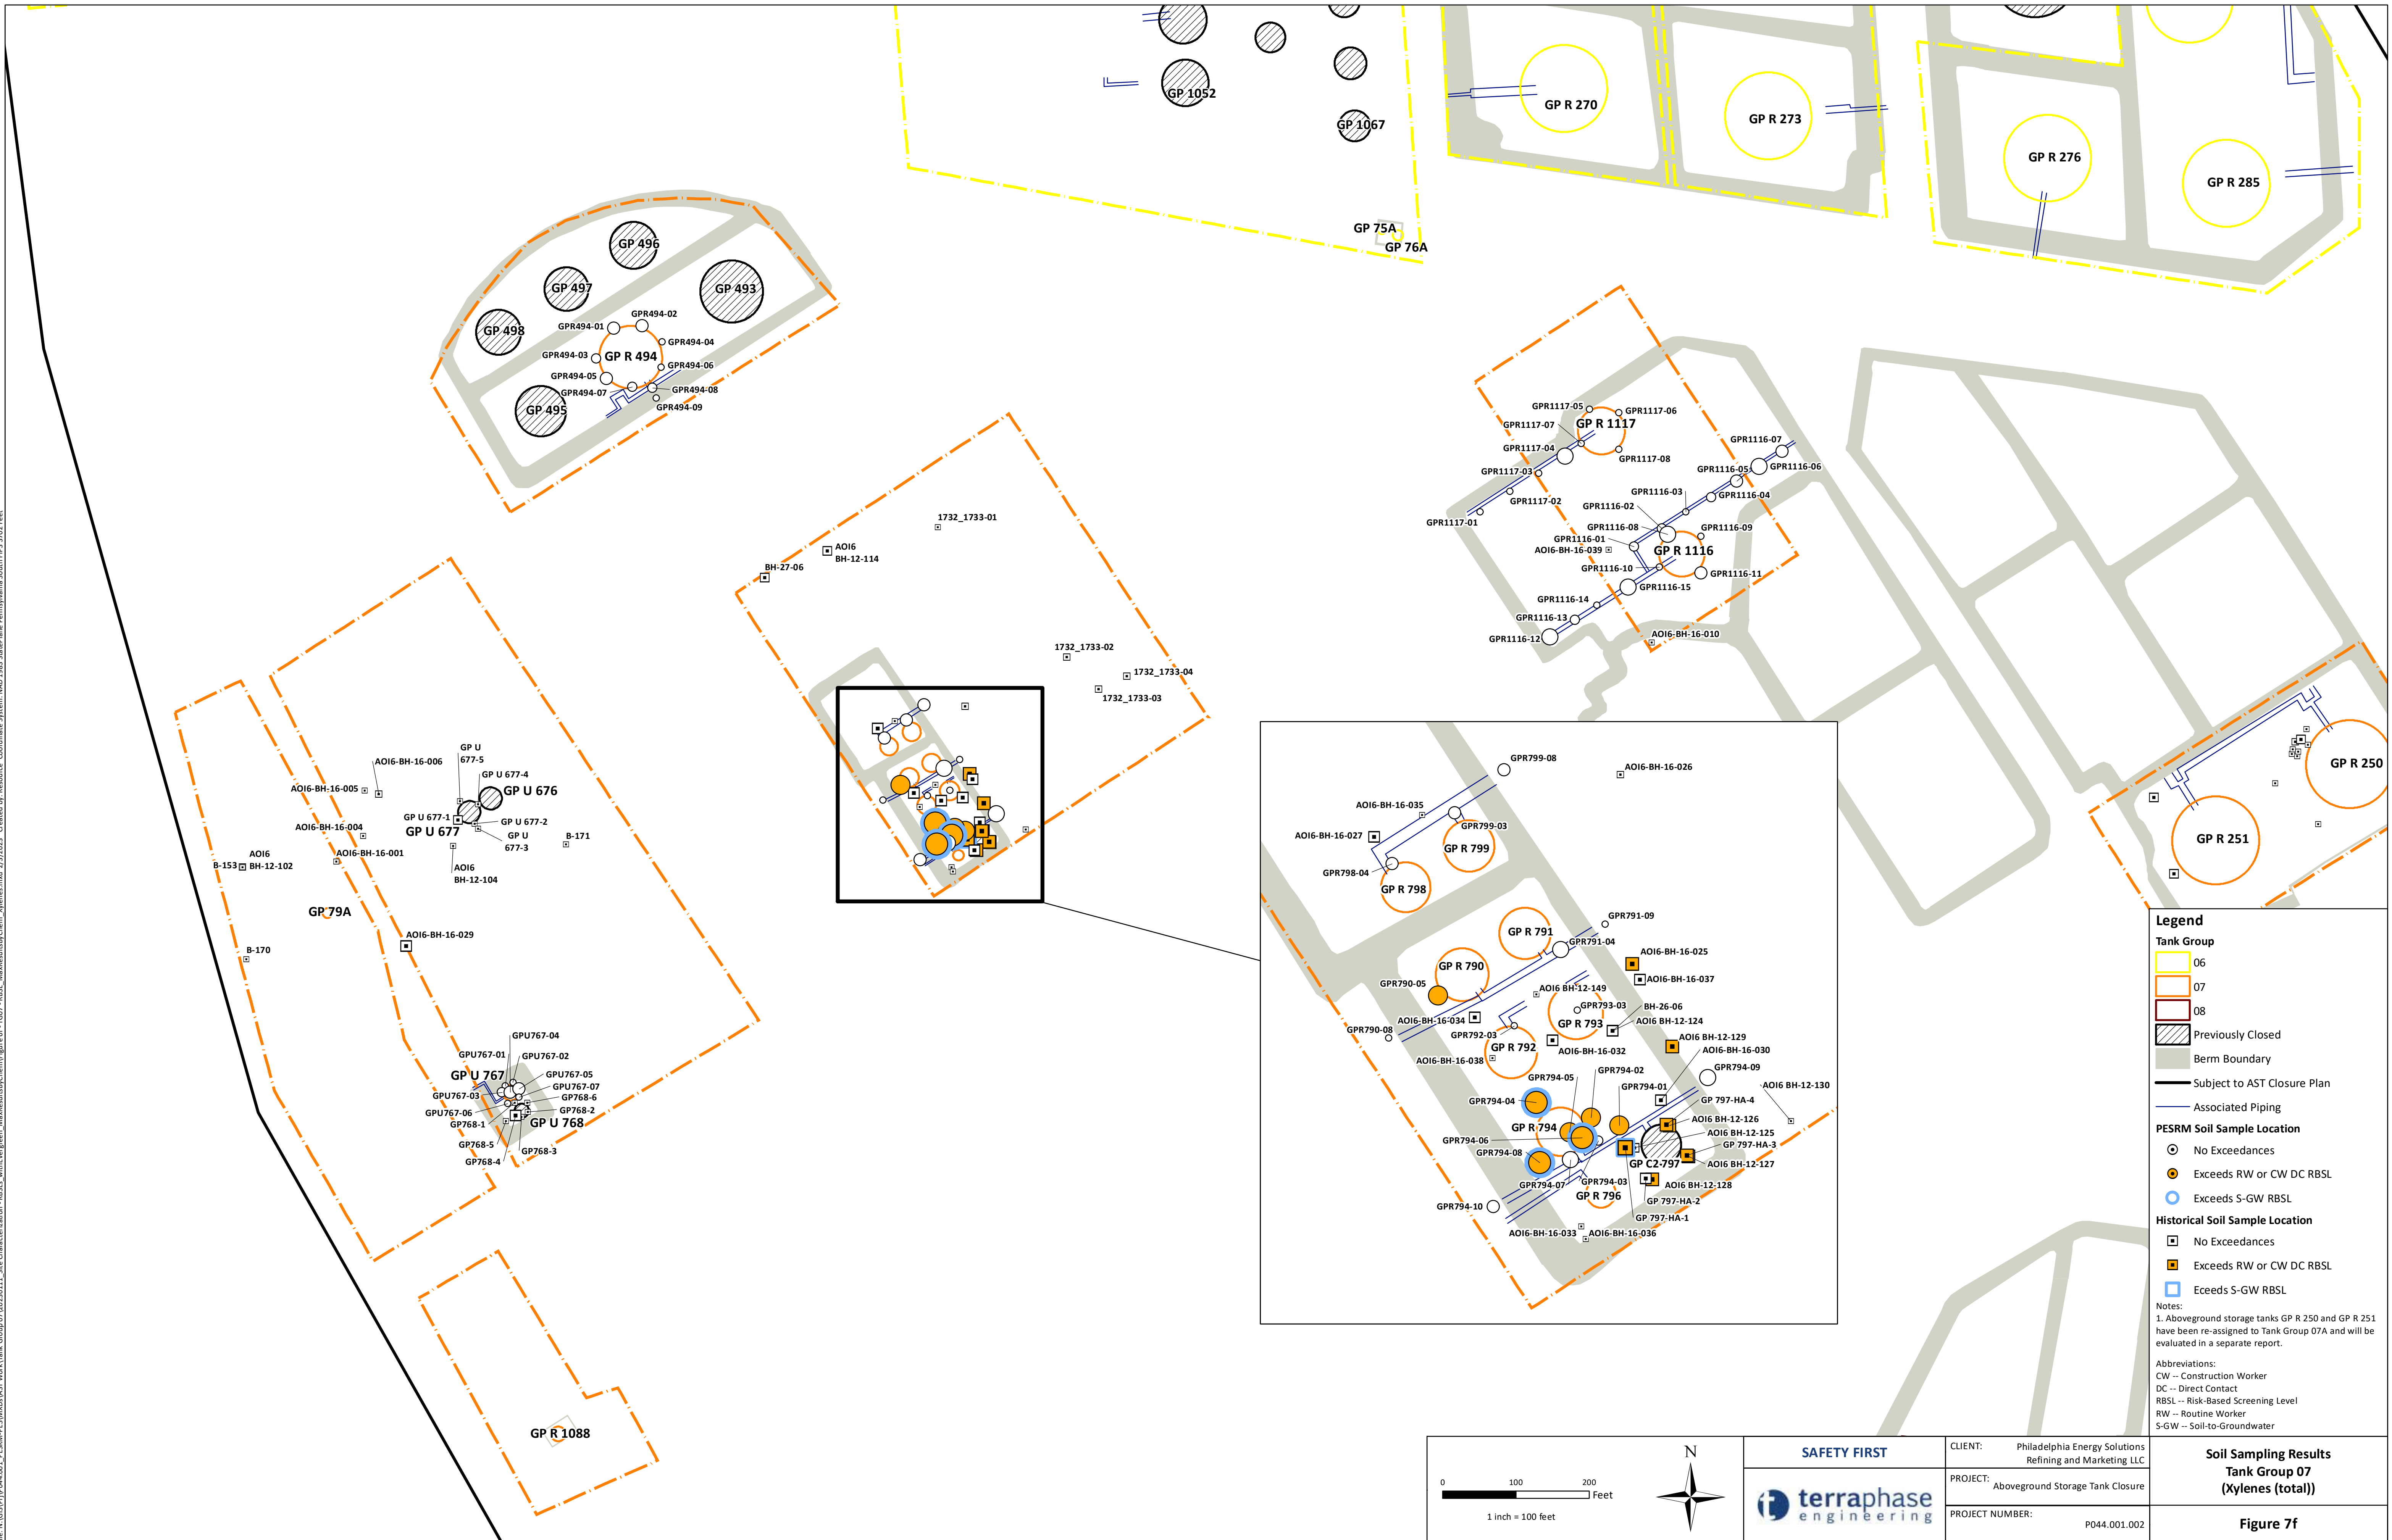 GP 1052
GP 1067
GP R 270
GP R 273
GP R 276
GP R 285
GP 75A
GP 76A
GP 496
GP 497
GP 493
GP 498
GP 495
GPR494-02
GPR494-01
GPR494-04
GPR494-03
GP R 494
GPR494-06
GPR494-05
GPR494-07
GPR494-08
GPR494-09
GPR1117-05
GPR1117-06
GP R 1117
GPR1117-07
GPR1117-04
GPR1117-08
GPR1117-03
GPR1117-02
GPR1117-01
GPR1116-07
GPR1116-05
GPR1116-06
GPR1116-03
GPR1116-04
GPR1116-02
GPR1116-08
GPR1116-09
GPR1116-01
AOI6-BH-16-039
GP R 1116
GPR1116-10
GPR1116-11
GPR1116-15
GPR1116-14
GPR1116-13
GPR1116-12
AOI6-BH-16-010
1732_1733-01
AOI6
BH-12-114
BH-27-06
1732_1733-02
1732_1733-04
1732_1733-03
GP U
677-5
AOI6-BH-16-006
GP U 677-4
AOI6-BH-16-005
GP U 676
GP U 677-1
GP U 677-2
AOI6-BH-16-004
GP U 677
GP U
677-3
B-171
AOI6-BH-16-001
AOI6
BH-12-102
B-153
AOI6
BH-12-104
GP 79A
AOI6-BH-16-029
B-170
GPU767-04
GPU767-01
GPU767-02
GP U 767
GPU767-05
GPU767-07
GPU767-03
GP768-6
GPU767-06
GP768-2
GP768-1
GP U 768
GP768-5
GP768-3
GP768-4
GP R 1088
GP R 250
GP R 251
GPR799-08
AOI6-BH-16-026
AOI6-BH-16-035
GPR799-03
AOI6-BH-16-027
GP R 799
GPR798-04
GP R 798
GPR791-09
GP R 791
GPR791-04
AOI6-BH-16-025
GP R 790
AOI6-BH-16-037
GPR790-05
AOI6 BH-12-149
GPR793-03
BH-26-06
AOI6-BH-16-034
AOI6 BH-12-124
GP R 793
GPR790-08
GPR792-03
AOI6 BH-12-129
GP R 792
AOI6-BH-16-032
AOI6-BH-16-030
AOI6-BH-16-038
GPR794-09
GPR794-02
GPR794-05
GPR794-01
AOI6 BH-12-130
GPR794-04
GP 797-HA-4
AOI6 BH-12-126
GP R 794
AOI6 BH-12-125
GPR794-06
GP 797-HA-3
GPR794-08
GP C2-797
AOI6 BH-12-127
GPR794-07
GPR794-03
AOI6 BH-12-128
GP R 796
GP 797-HA-2
GPR794-10
GP 797-HA-1
AOI6-BH-16-033
AOI6-BH-16-036
Legend
Tank Group
06
07
08
Previously Closed
Berm Boundary
Subject to AST Closure Plan
Associated Piping
PESRM Soil Sample Location
No Exceedances
Exceeds RW or CW DC RBSL
Exceeds S-GW RBSL
Historical Soil Sample Location
No Exceedances
Exceeds RW or CW DC RBSL
Eceeds S-GW RBSL
Notes:
1. Aboveground storage tanks GP R 250 and GP R 251
have been re-assigned to Tank Group 07A and will be
evaluated in a separate report.
Abbreviations:
CW -- Construction Worker
DC -- Direct Contact
RBSL -- Risk-Based Screening Level
RW -- Routine Worker
S-GW -- Soil-to-Groundwater
0 100 200
Feet
1 inch = 100 feet
N
SAFETY FIRST
terraphase
engineering
CLIENT: Philadelphia Energy Solutions
Refining and Marketing LLC
PROJECT:
Aboveground Storage Tank Closure
PROJECT NUMBER:
P044.001.002
Soil Sampling Results
Tank Group 07
(Xylenes (total))
Figure 7f